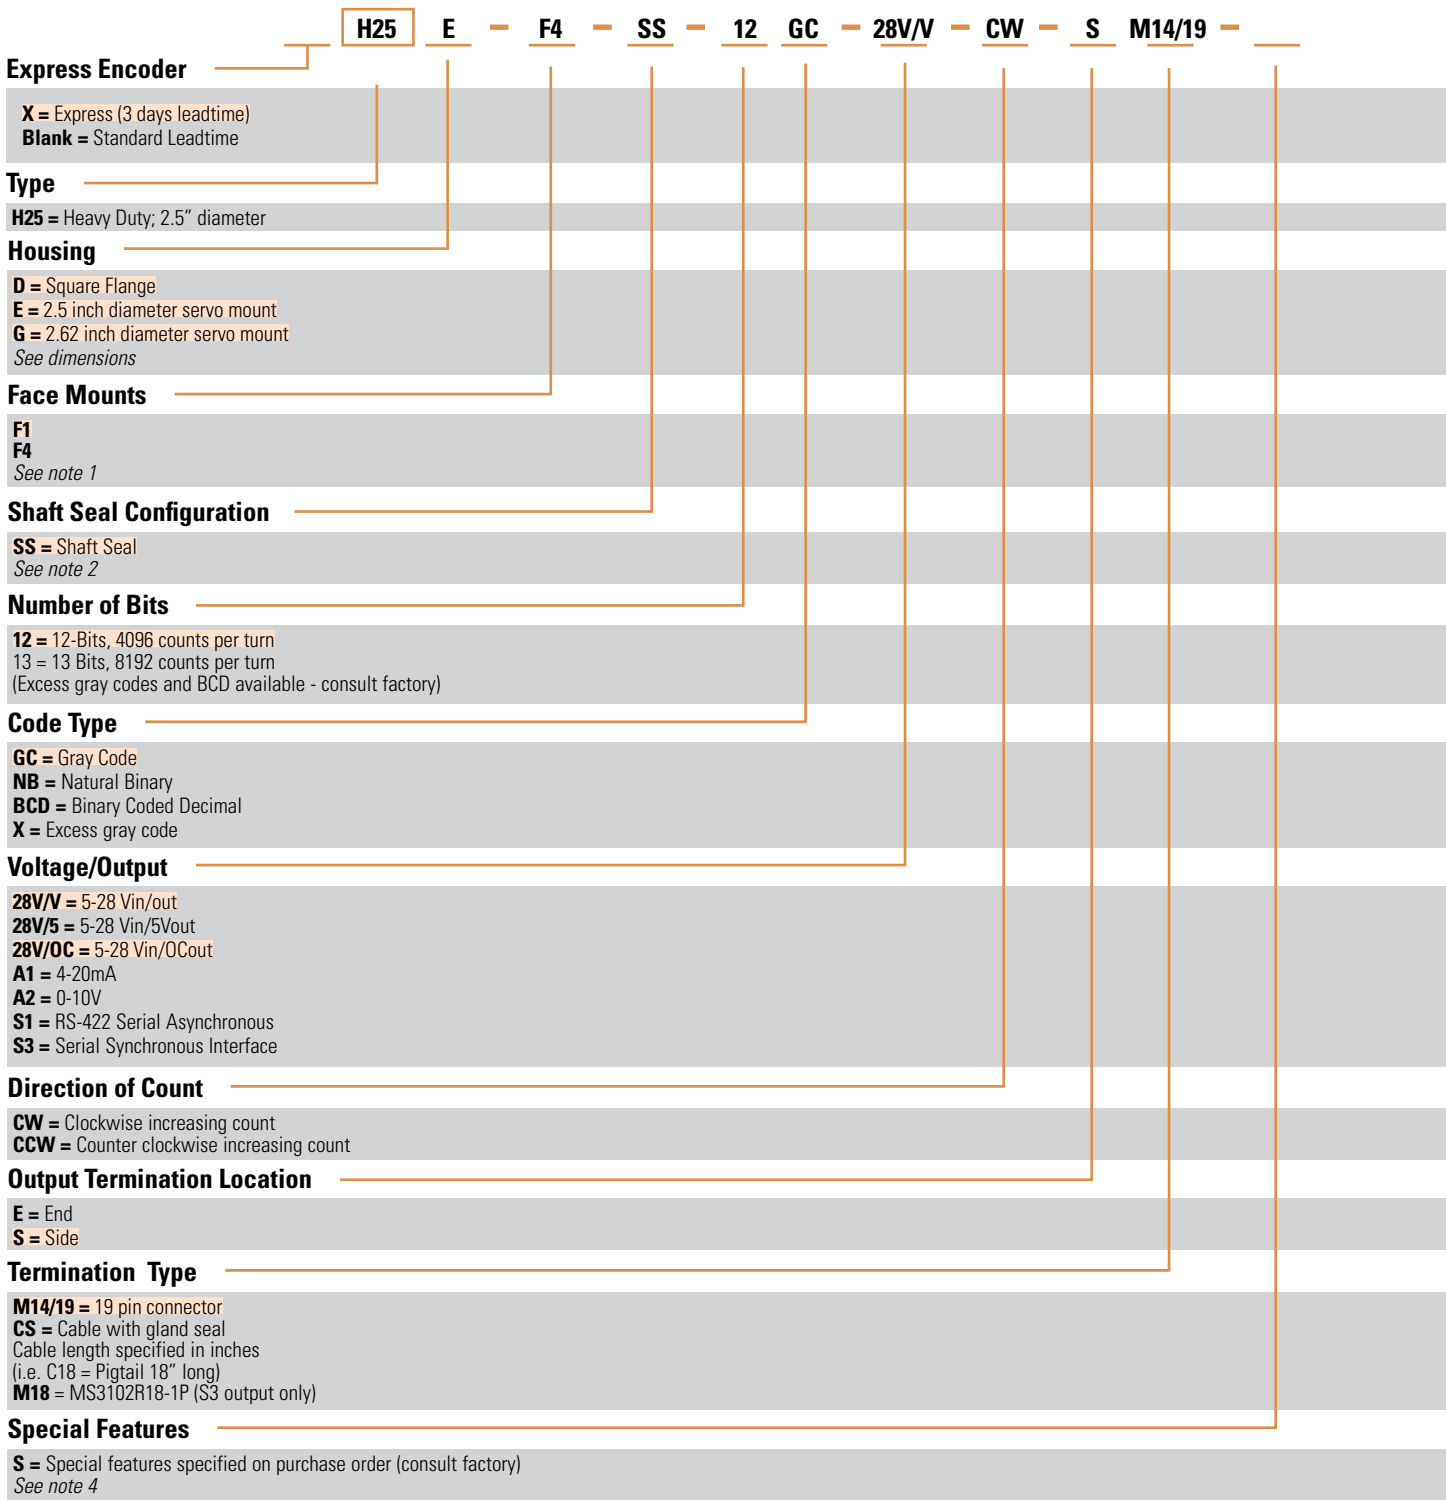 H25 E – F4 – SS – 12 GC – 28V/V – CW – S M14/19 –
Express Encoder
X = Express (3 days leadtime)
Blank = Standard Leadtime
Type
H25 = Heavy Duty; 2.5” diameter
Housing
D = Square Flange
E = 2.5 inch diameter servo mount
G = 2.62 inch diameter servo mount
See dimensions
Face Mounts
F1
F4
See note 1
Shaft Seal Configuration
SS = Shaft Seal
See note 2
Number of Bits
12 = 12-Bits, 4096 counts per turn
13 = 13 Bits, 8192 counts per turn
(Excess gray codes and BCD available - consult factory)
Code Type
GC = Gray Code
NB = Natural Binary
BCD = Binary Coded Decimal
X = Excess gray code
Voltage/Output
28V/V = 5-28 Vin/out
28V/5 = 5-28 Vin/5Vout
28V/OC = 5-28 Vin/OCout
A1 = 4-20mA
A2 = 0-10V
S1 = RS-422 Serial Asynchronous
S3 = Serial Synchronous Interface
Direction of Count
CW = Clockwise increasing count
CCW = Counter clockwise increasing count
Output Termination Location
E = End
S = Side
Termination Type
M14/19 = 19 pin connector
CS = Cable with gland seal
Cable length specified in inches
(i.e. C18 = Pigtail 18” long)
M18 = MS3102R18-1P (S3 output only)
Special Features
S = Special features specified on purchase order (consult factory)
See note 4